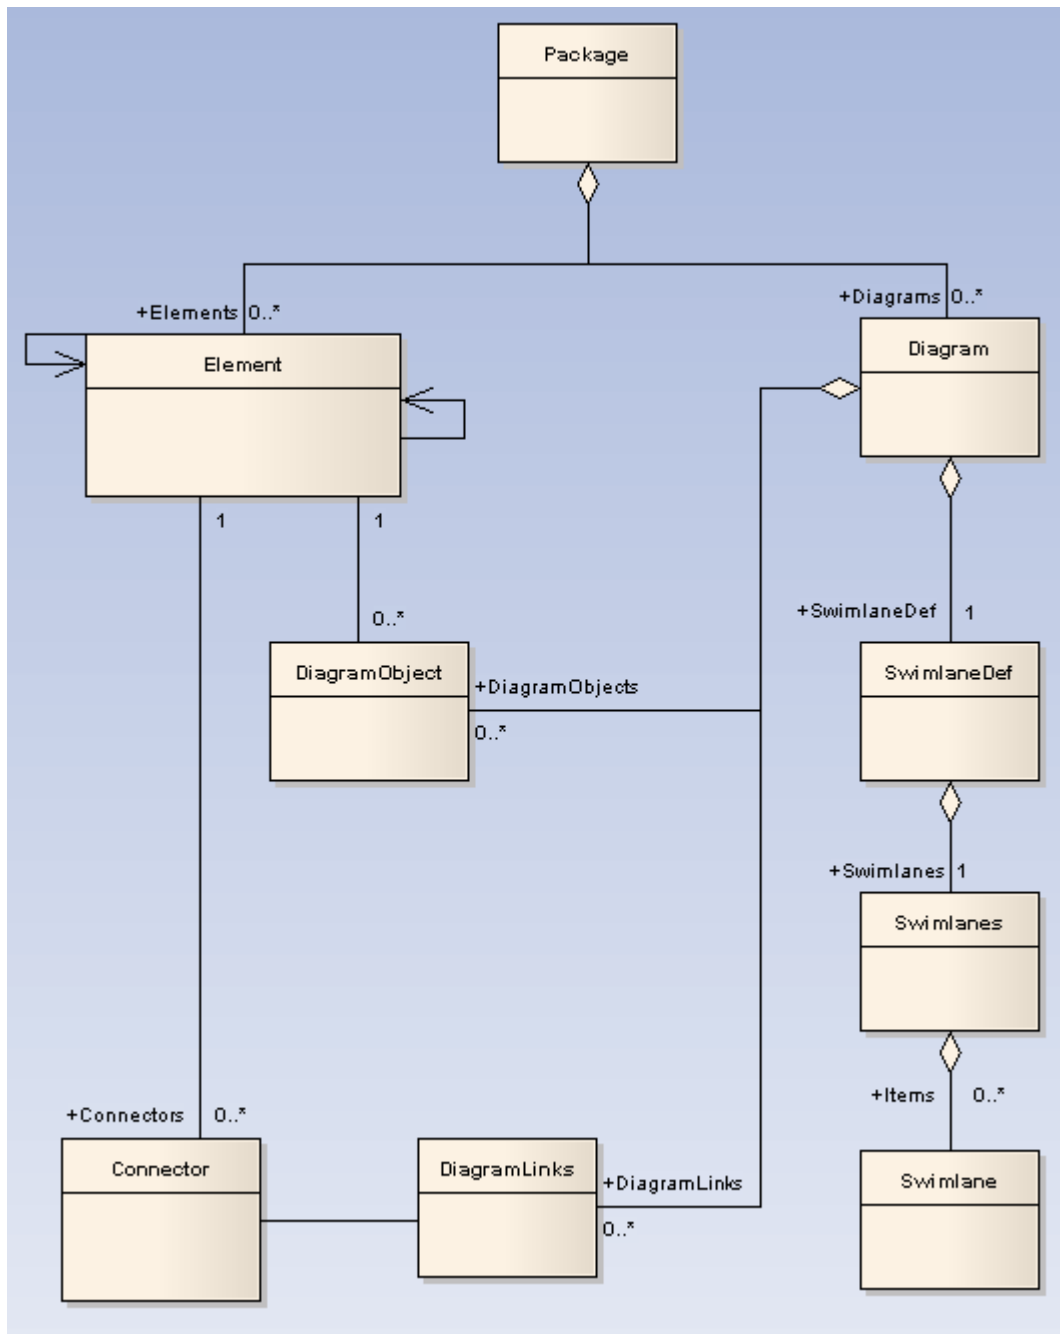 Package
+Elements 0..*
+Diagrams 0..*
Element
Diagram
1
1
0..*
+SwimlaneDef 1
DiagramObject
+DiagramObjects
0..*
SwimlaneDef
+Swimlanes 1
Swimlanes
+Items 0..*
+Connectors 0..*
Connector
DiagramLinks
+DiagramLinks
0..*
Swimlane